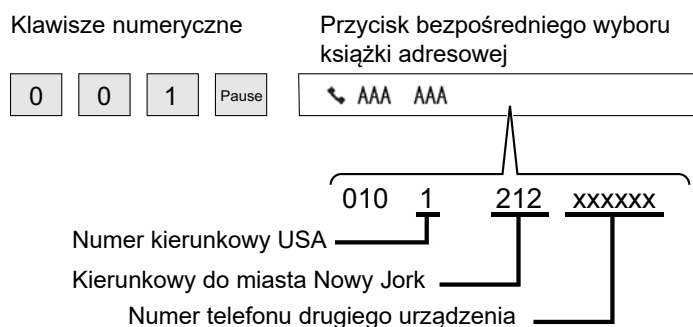 Klawisze numeryczne
Przycisk bezpośredniego wyboru
książki adresowej
0 0 1 Pause
AAA AAA
010 1 212 xxxxxx
Numer kierunkowy USA
Kierunkowy do miasta Nowy Jork
Numer telefonu drugiego urządzenia